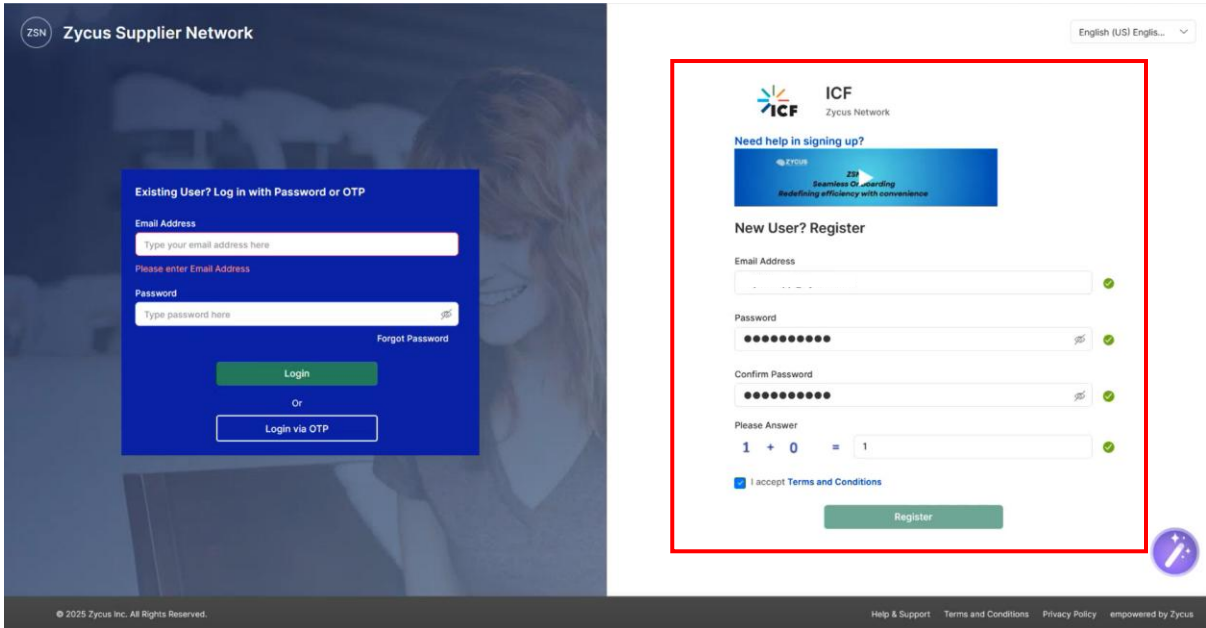 ZSN Zycus Supplier Network
English (US) Englis...
Existing User? Log in with Password or OTP
Email Address
Type your email address here
Please enter Email Address
Password
Type password here
Forgot Password
Login
Or
Login via OTP
ICF
ICF
Zycus Network
Need help in signing up?
ZYCUS
Seamless
Redefining efficiency with convenience
New User? Register
Email Address
Password
●●●●●●●●●●
Confirm Password
●●●●●●●●●●
Please Answer
1 + 0 = 1
I accept Terms and Conditions
Register
© 2025 Zycus Inc. All Rights Reserved.
Help & Support Terms and Conditions Privacy Policy empowered by Zycus